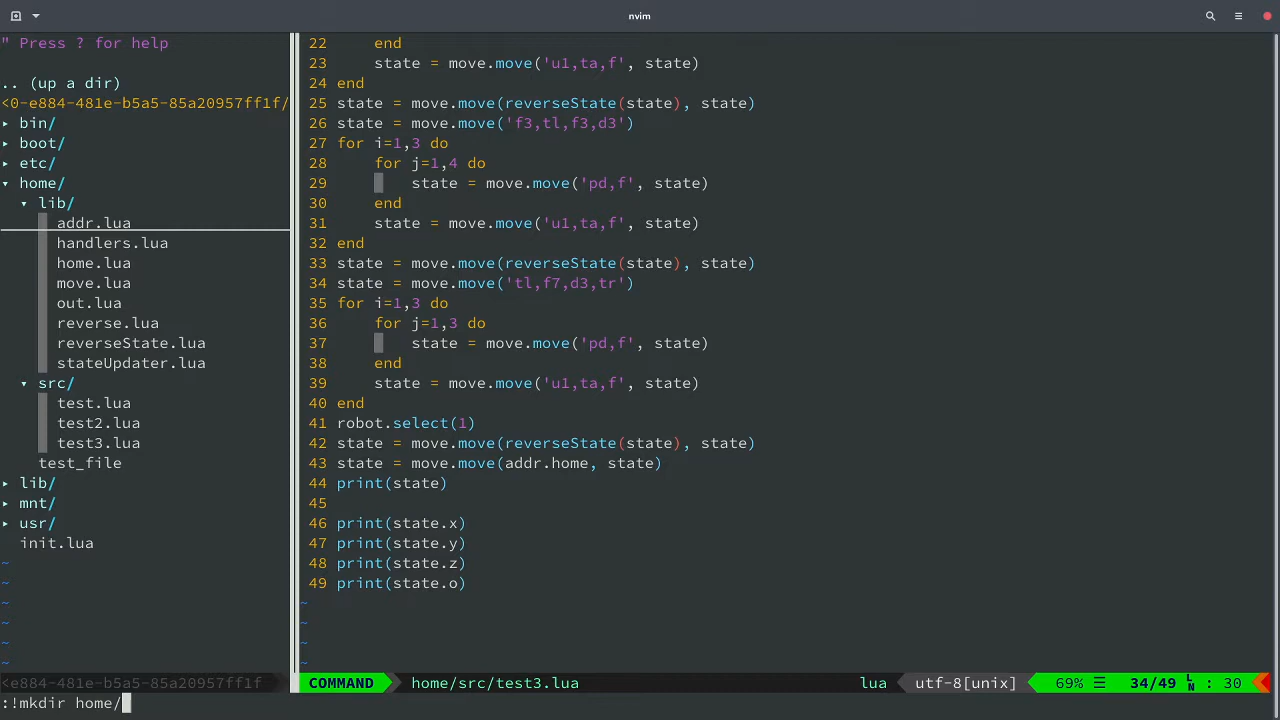 nvim
" Press ? for help
.. (up a dir)
<0-e884-481e-b5a5-85a20957ff1f/
▸ bin/
▸ boot/
▸ etc/
▾ home/
▾ lib/
addr.lua
handlers.lua
home.lua
move.lua
out.lua
reverse.lua
reverseState.lua
stateUpdater.lua
▾ src/
test.lua
test2.lua
test3.lua
test_file
▸ lib/
▸ mnt/
▸ usr/
init.lua
~
~
~
~
~
~
<e884-481e-b5a5-85a20957ff1f
22 end
23 state = move.move('u1,ta,f', state)
24 end
25 state = move.move(reverseState(state), state)
26 state = move.move('f3,tl,f3,d3')
27 for i=1,3 do
28 for j=1,4 do
29 state = move.move('pd,f', state)
30 end
31 state = move.move('u1,ta,f', state)
32 end
33 state = move.move(reverseState(state), state)
34 state = move.move('tl,f7,d3,tr')
35 for i=1,3 do
36 for j=1,3 do
37 state = move.move('pd,f', state)
38 end
39 state = move.move('u1,ta,f', state)
40 end
41 robot.select(1)
42 state = move.move(reverseState(state), state)
43 state = move.move(addr.home, state)
44 print(state)
45
46 print(state.x)
47 print(state.y)
48 print(state.z)
49 print(state.o)
~
~
~
~
COMMAND home/src/test3.lua lua utf-8[unix] 69% ☰ 34/49 LN : 30
:!mkdir home/